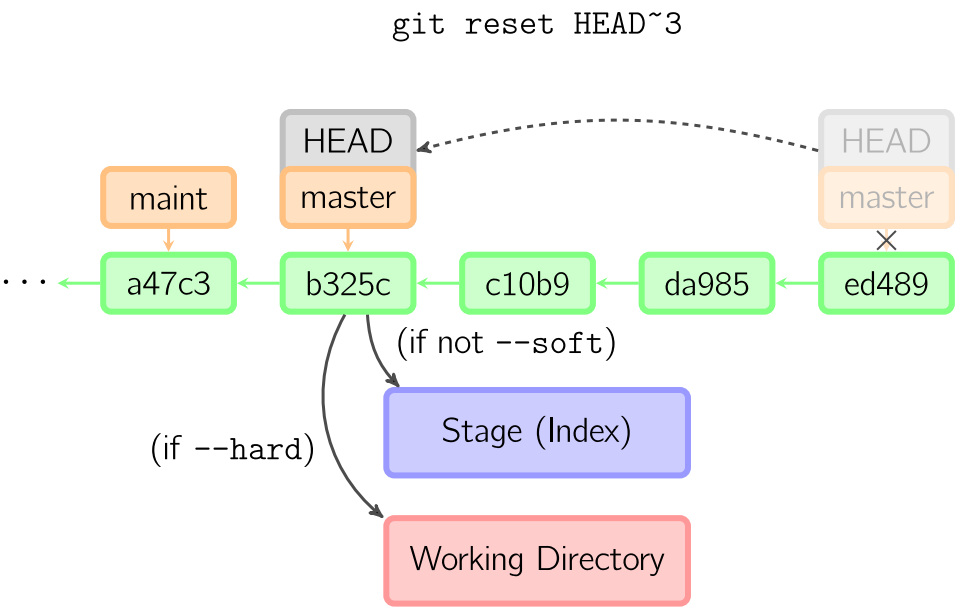 git reset HEAD~3
HEAD HEAD
maint master master
... a47c3 b325c c10b9 da985 ed489
(if not --soft)
Stage (Index)
(if --hard)
Working Directory